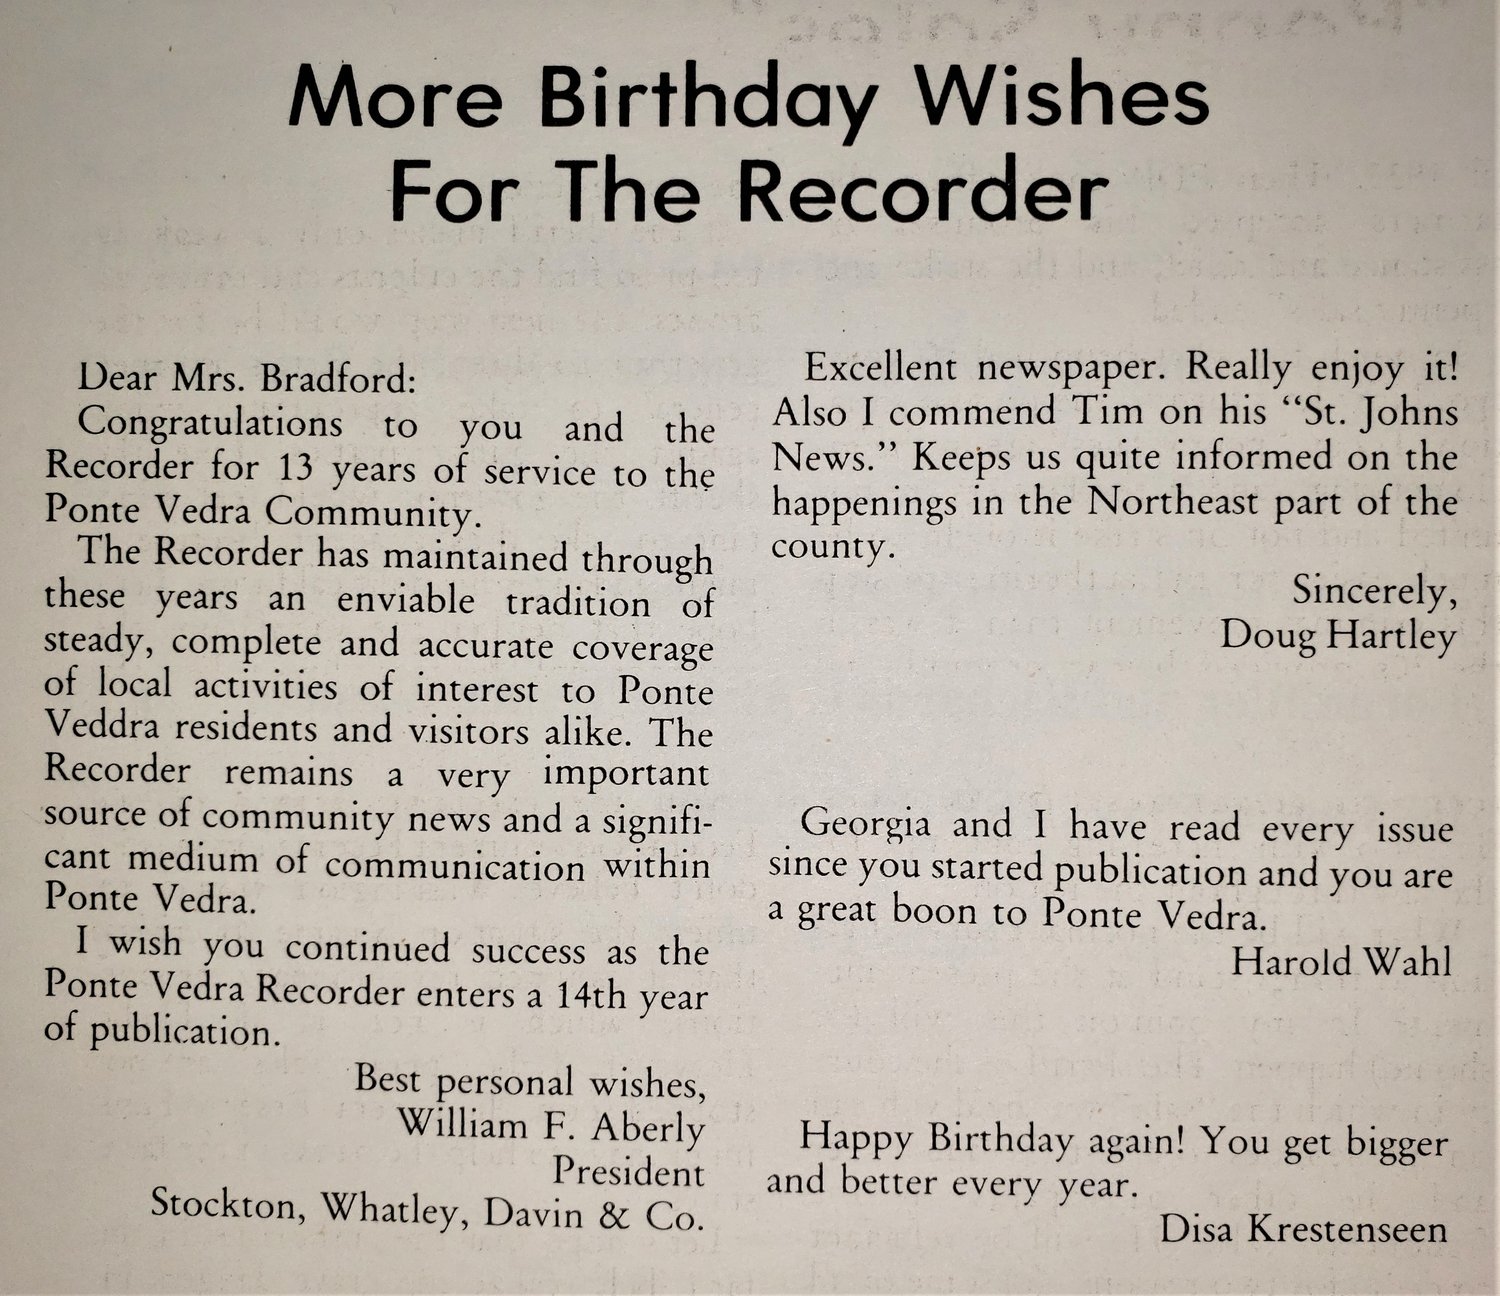 More Birthday Wishes
For The Recorder
Dear Mrs. Bradford:
Congratulations to you and the
Recorder for 13 years of service to the
Ponte Vedra Community.
The Recorder has maintained through
these years an enviable tradition of
steady, complete and accurate coverage
of local activities of interest to Ponte
Veddra residents and visitors alike. The
Recorder remains a very important
source of community news and a signifi-
cant medium of communication within
Ponte Vedra.
I wish you continued success as the
Ponte Vedra Recorder enters a 14th year
of publication.
Best personal wishes,
William F. Aberly
President
Stockton, Whatley, Davin & Co.
Excellent newspaper. Really enjoy it!
Also I commend Tim on his “St. Johns
News.” Keeps us quite informed on the
happenings in the Northeast part of the
county.
Sincerely,
Doug Hartley
Georgia and I have read every issue
since you started publication and you are
a great boon to Ponte Vedra.
Harold Wahl
Happy Birthday again! You get bigger
and better every year.
Disa Krestenseen